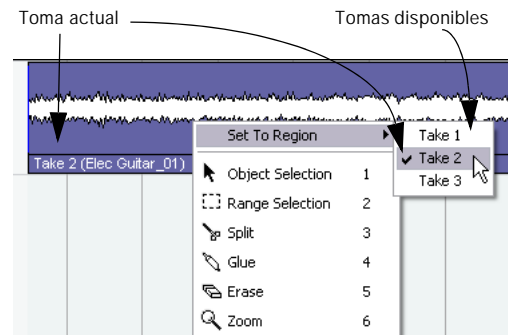 Toma actual
Tomas disponibles
Set To Region
Take 1
Take 2
Take 3
Take 2 (Elec Guitar_01)
Object Selection 1
Range Selection 2
Split 3
Glue 4
Erase 5
Zoom 6